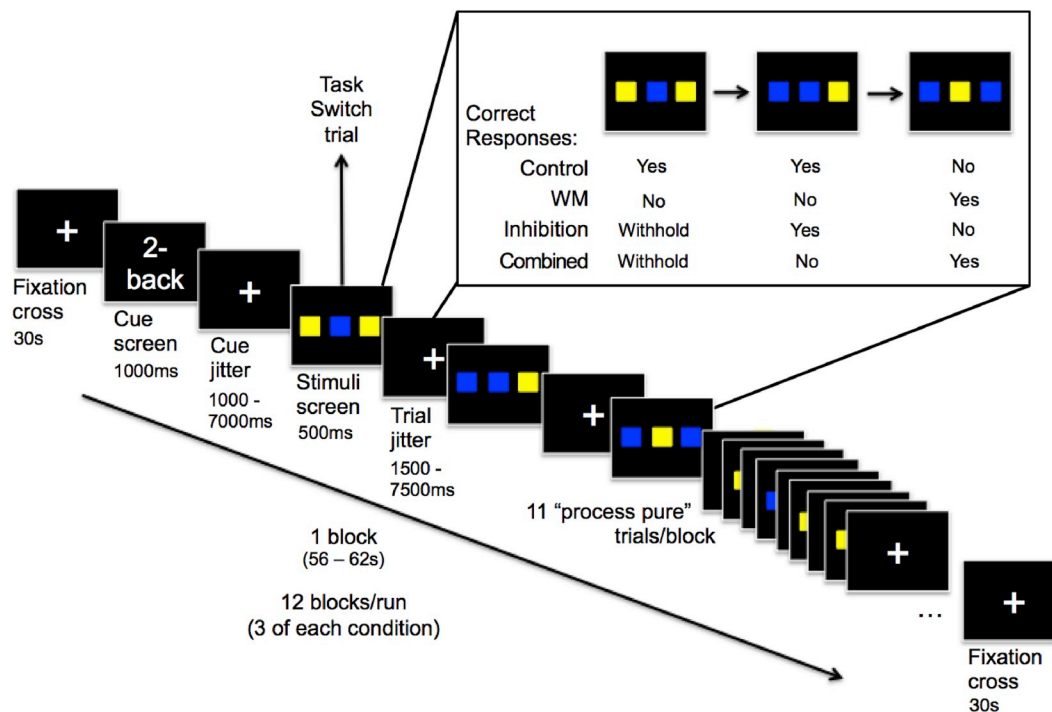 Task
Switch
trial
Correct
Responses:
Control Yes Yes No
WM No No Yes
Inhibition Withhold Yes No
Combined Withhold No Yes
Fixation
cross
30s
2-
back
Cue
screen
1000ms
Cue
jitter
1000 -
7000ms
Stimuli
screen
500ms
Trial
jitter
1500 -
7500ms
11 “process pure”
trials/block
1 block
(56 – 62s)
12 blocks/run
(3 of each condition)
...
Fixation
cross
30s